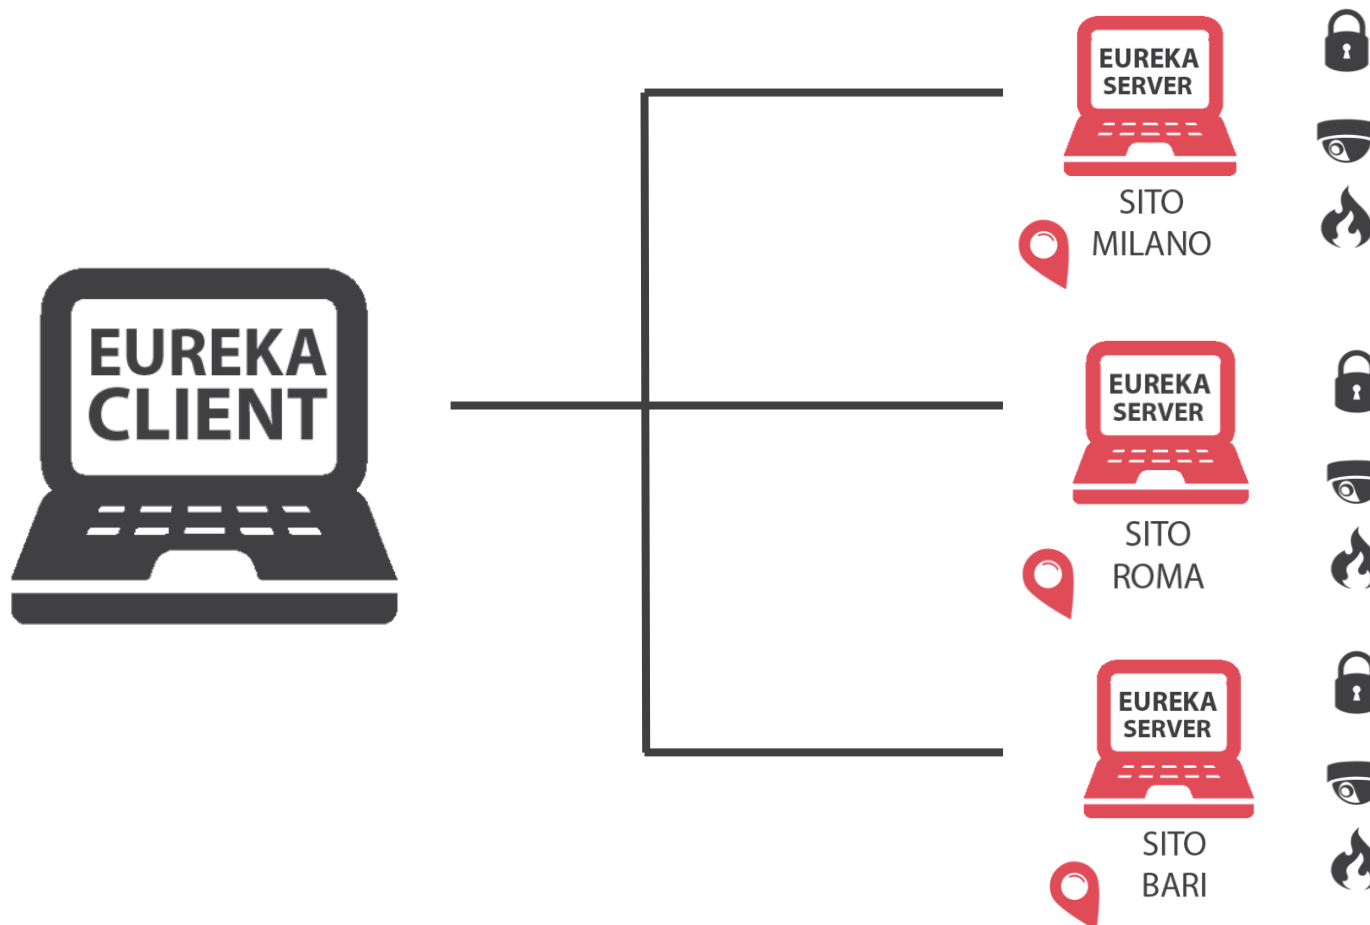 EUREKA
SERVER
SITO
MILANO
EUREKA
CLIENT
EUREKA
SERVER
SITO
ROMA
EUREKA
SERVER
SITO
BARI